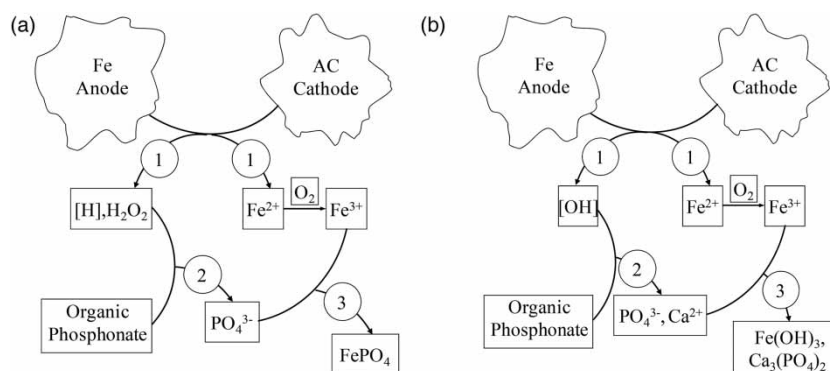 (a)
Fe
Anode
AC
Cathode
1
1
[H],H₂O₂
Fe²⁺
O₂
Fe³⁺
2
Organic
Phosphonate
PO₄³⁻
3
FePO₄
(b)
Fe
Anode
AC
Cathode
1
1
[OH]
Fe²⁺
O₂
Fe³⁺
2
Organic
Phosphonate
PO₄³⁻, Ca²⁺
3
Fe(OH)₃,
Ca₃(PO₄)₂